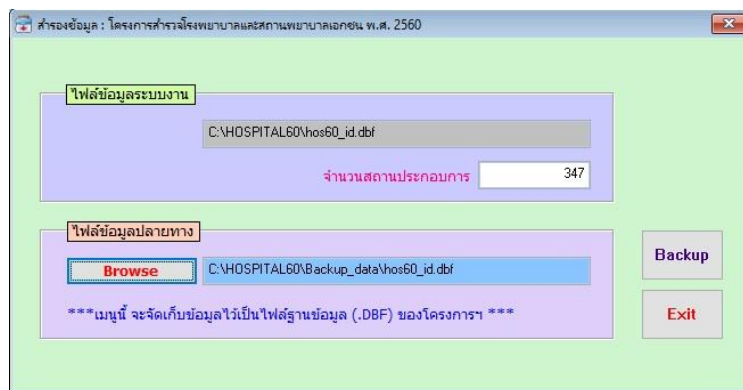 สำรองข้อมูล : โครงการสำรวจโรงพยาบาลและสถานพยาบาลเอกชน พ.ศ. 2560
ไฟล์ข้อมูลระบบงาน
C:\HOSPITAL60\hos60_id.dbf
จำนวนสถานประกอบการ 347
ไฟล์ข้อมูลปลายทาง
Browse C:\HOSPITAL60\Backup_data\hos60_id.dbf
***เมนูนี้ จะจัดเก็บข้อมูลไว้เป็นไฟล์ฐานข้อมูล (.DBF) ของโครงการฯ ***
Backup
Exit